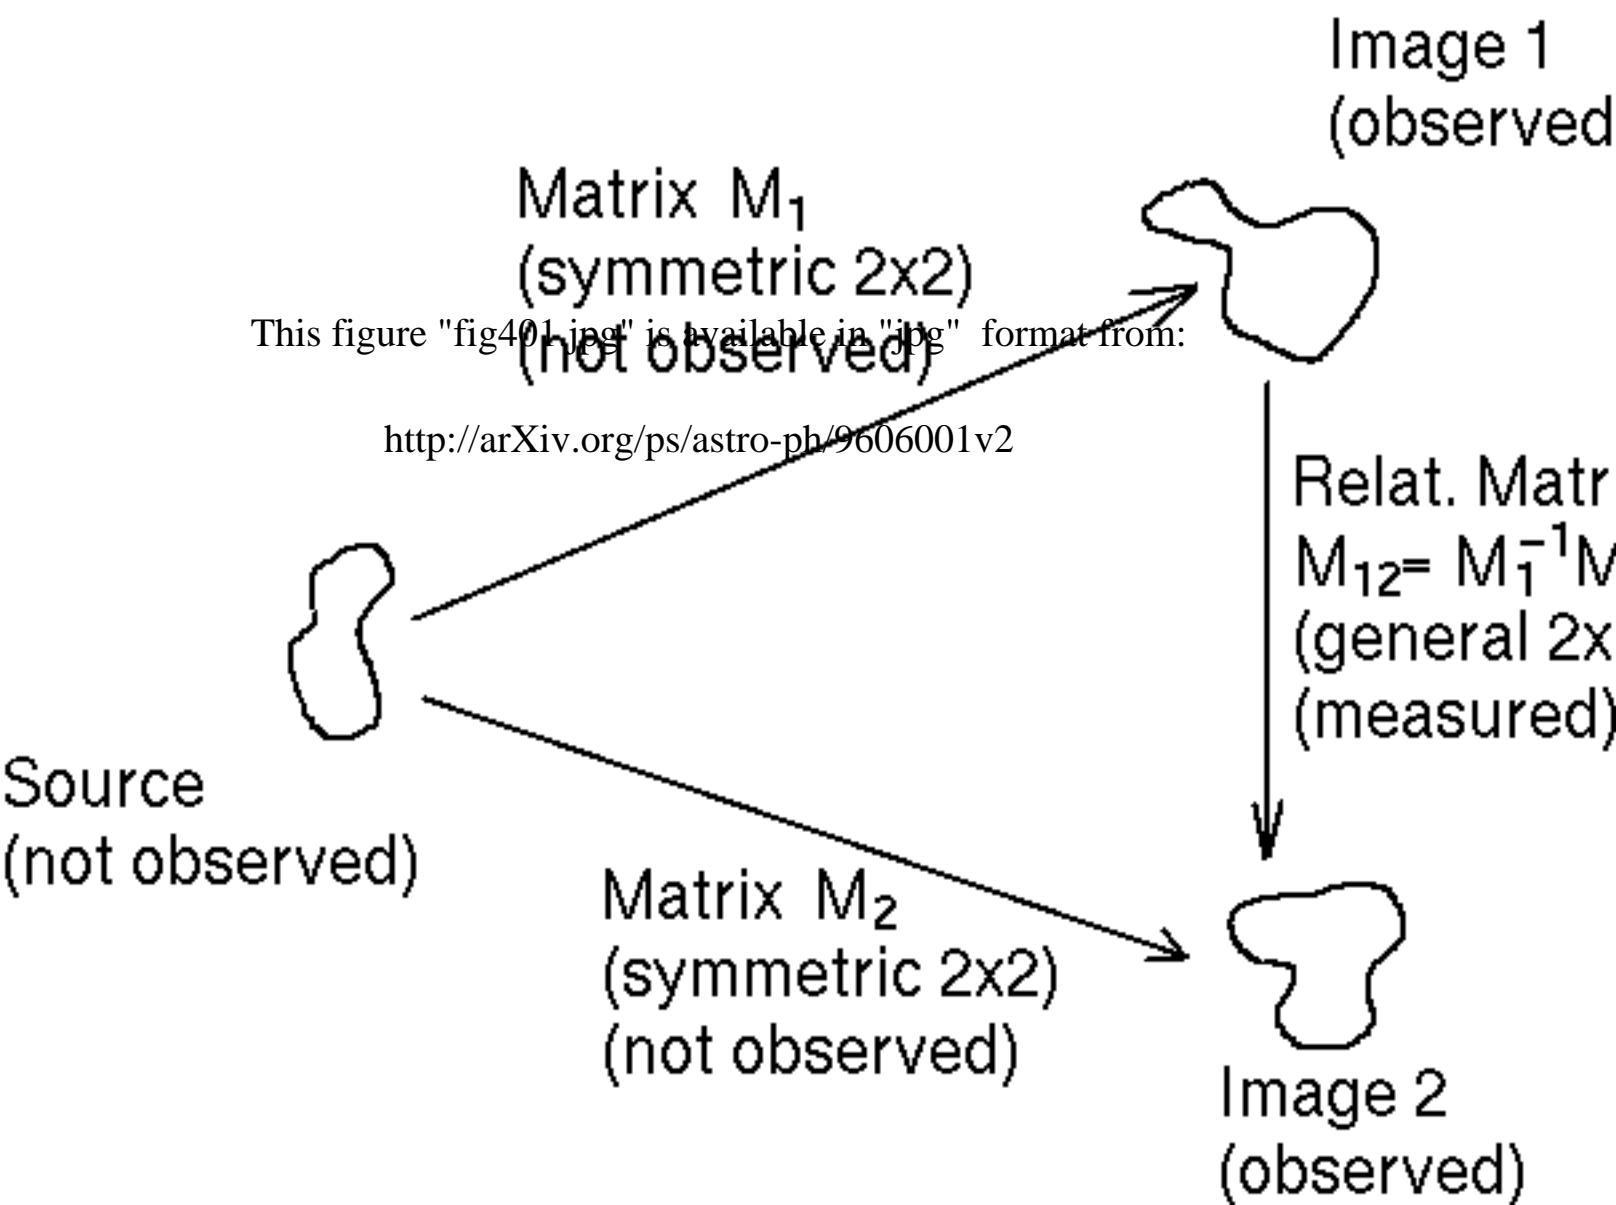 Image 1
(observed
Matrix M₁
(symmetric 2x2)
(not observed)
This figure "fig401.jpg" is available in "jpg" format from:
http://arXiv.org/ps/astro-ph/9606001v2
Relat. Matr
M₁₂= M₁⁻¹M
(general 2x
(measured)
Source
(not observed)
Matrix M₂
(symmetric 2x2)
(not observed)
Image 2
(observed)